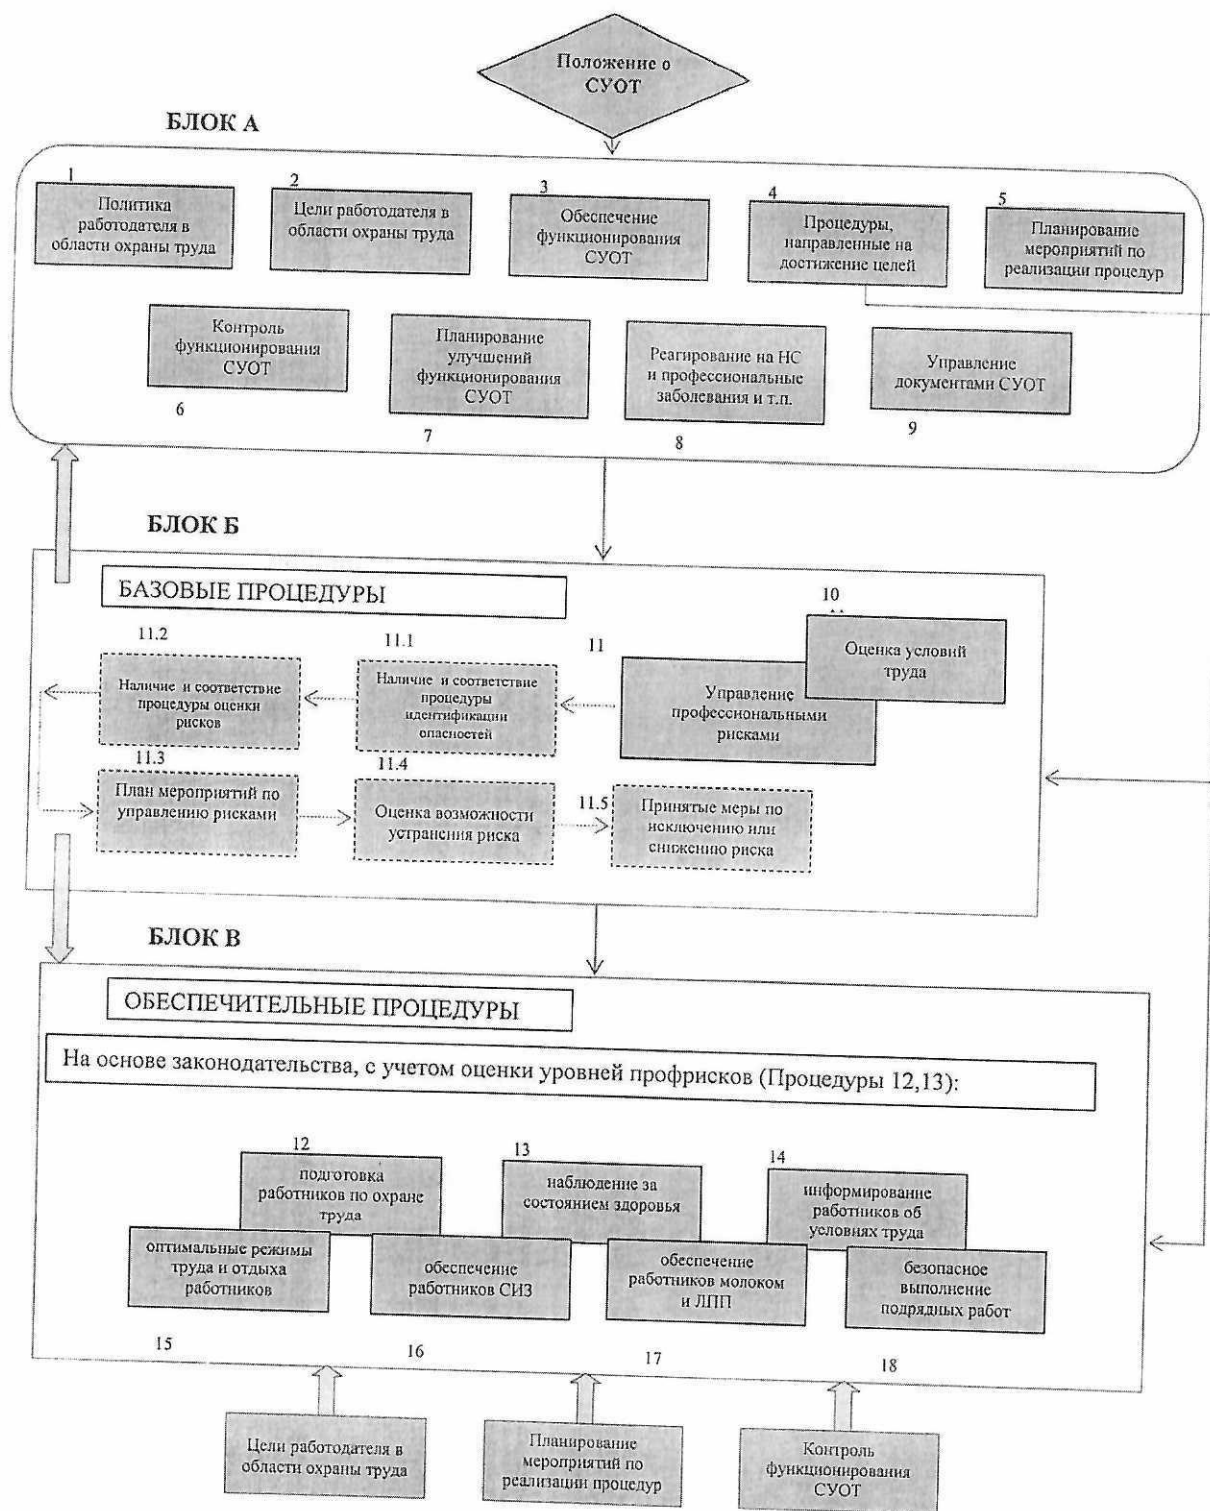 Положение о
СУОТ
БЛОК А
1
Политика
работодателя в
области охраны труда
2
Цели работодателя в
области охраны труда
3
Обеспечение
функционирования
СУОТ
4
Процедуры,
направленные на
достижение целей
5
Планирование
мероприятий по
реализации процедур
Контроль
функционирования
СУОТ
6
Планирование
улучшений
функционирования
СУОТ
7
Реагирование на НС
и профессиональные
заболевания и т.п.
8
Управление
документами СУОТ
9
БЛОК Б
БАЗОВЫЕ ПРОЦЕДУРЫ
10
Оценка условий
труда
11
Управление
профессиональными
рисками
11.1
Наличие и соответствие
процедуры
идентификации
опасностей
11.2
Наличие и соответствие
процедуры оценки
рисков
11.3
План мероприятий по
управлению рисками
11.4
Оценка возможности
устранения риска
11.5
Принятые меры по
исключению или
снижению риска
БЛОК В
ОБЕСПЕЧИТЕЛЬНЫЕ ПРОЦЕДУРЫ
На основе законодательства, с учетом оценки уровней профрисков (Процедуры 12,13):
12
подготовка
работников по охране
труда
13
наблюдение за
состоянием здоровья
14
информирование
работников об
условиях труда
оптимальные режимы
труда и отдыха
работников
15
обеспечение
работников СИЗ
16
обеспечение
работников молоком
и ЛПП
17
безопасное
выполнение
подрядных работ
18
Цели работодателя в
области охраны труда
Планирование
мероприятий по
реализации процедур
Контроль
функционирования
СУОТ